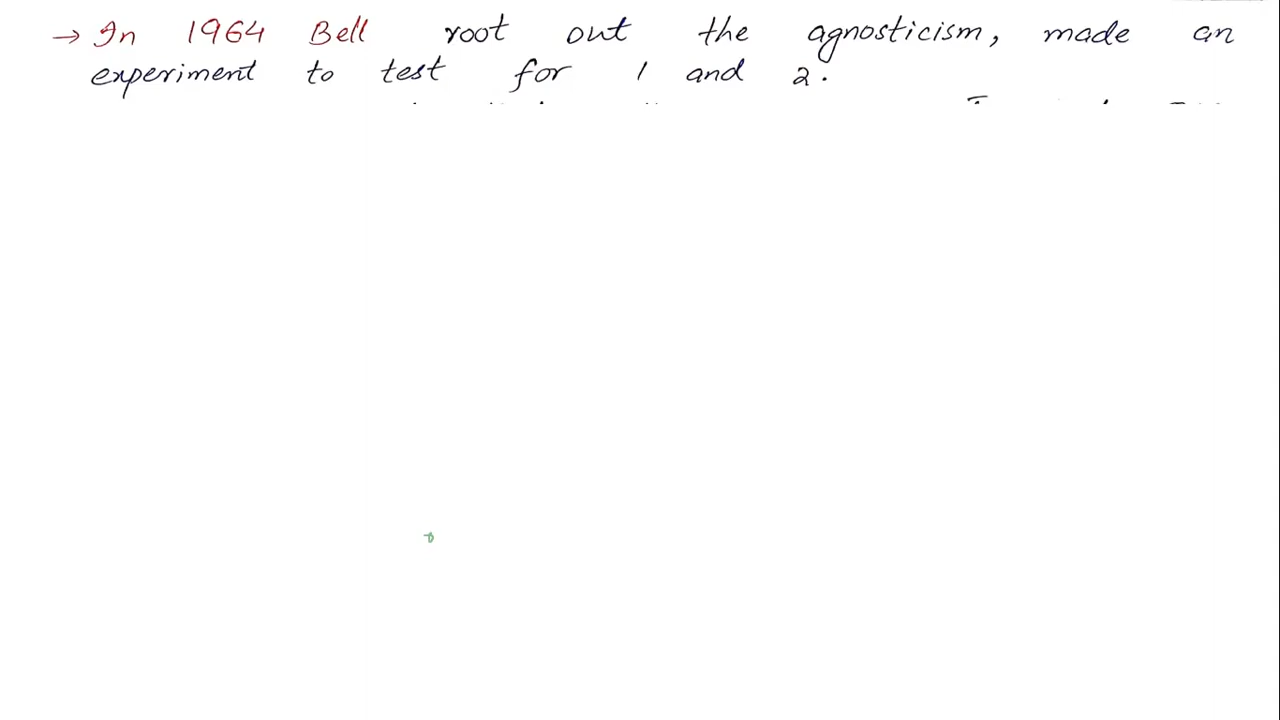 → In 1964 Bell root out the agnosticism, made an
experiment to test for 1 and 2.